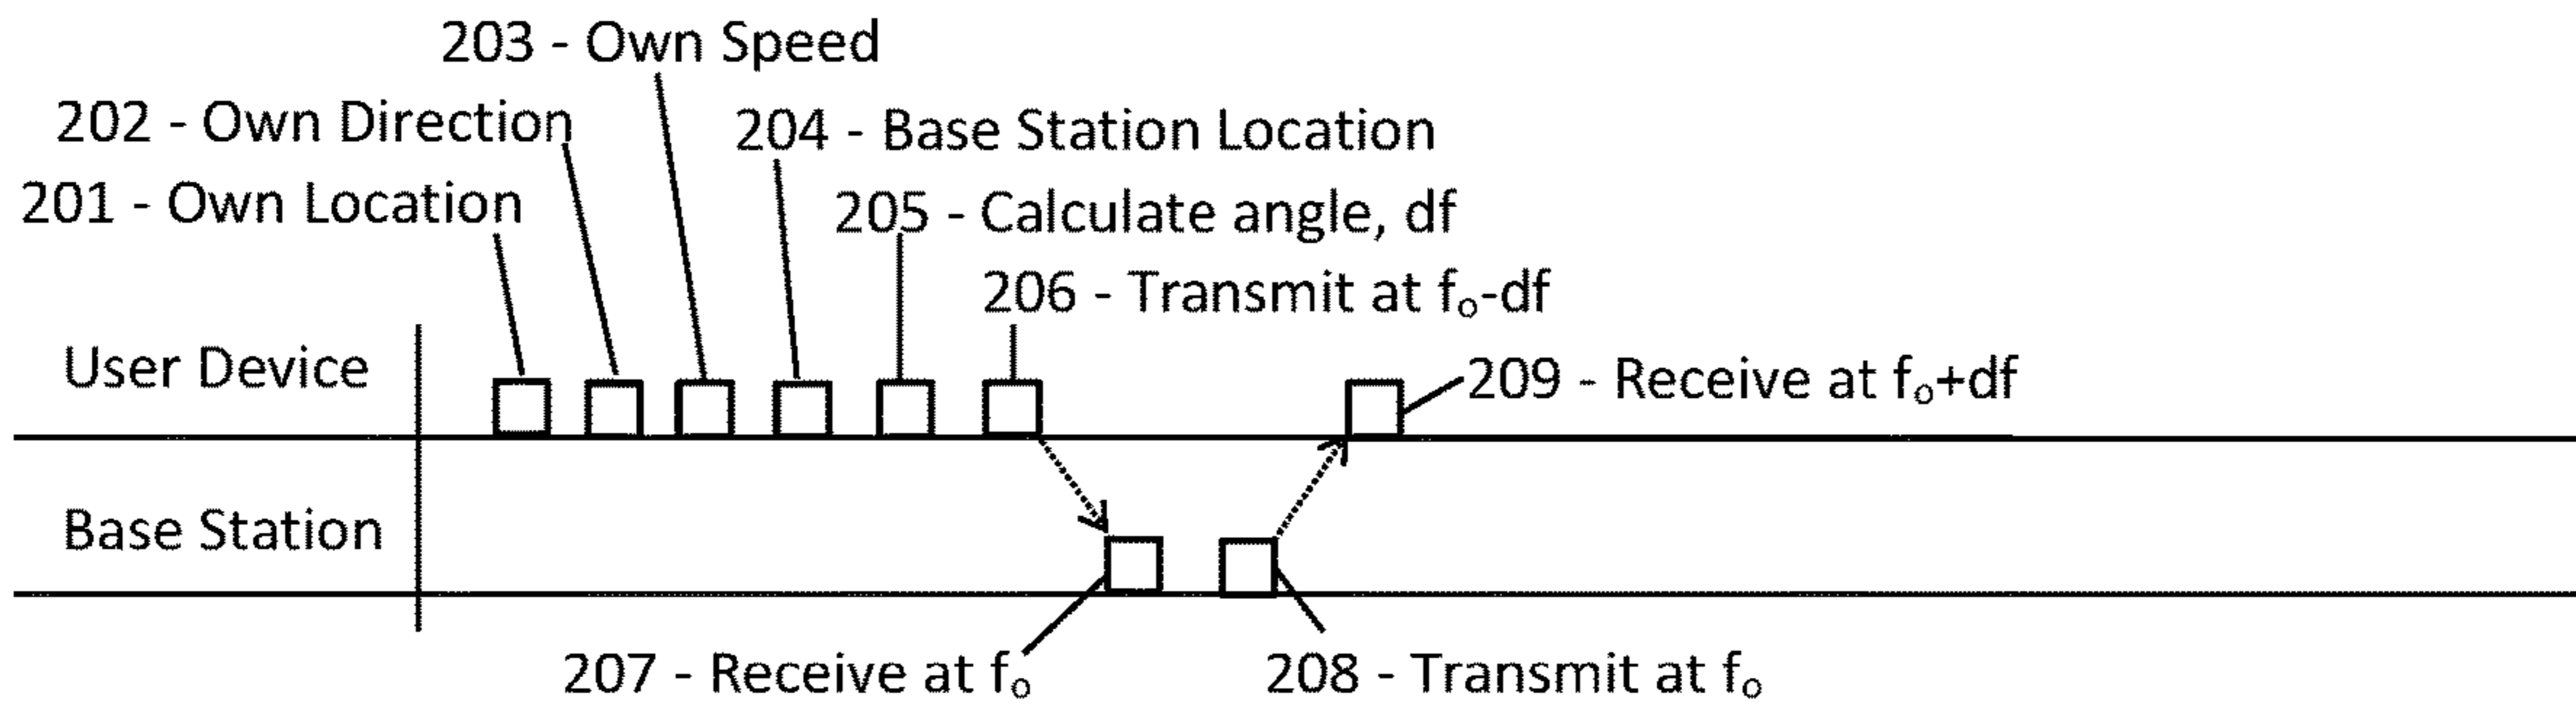 203 - Own Speed
202 - Own Direction
204 - Base Station Location
201 - Own Location
205 - Calculate angle, df
206 - Transmit at fₒ-df
User Device
209 - Receive at fₒ+df
Base Station
207 - Receive at fₒ
208 - Transmit at fₒ